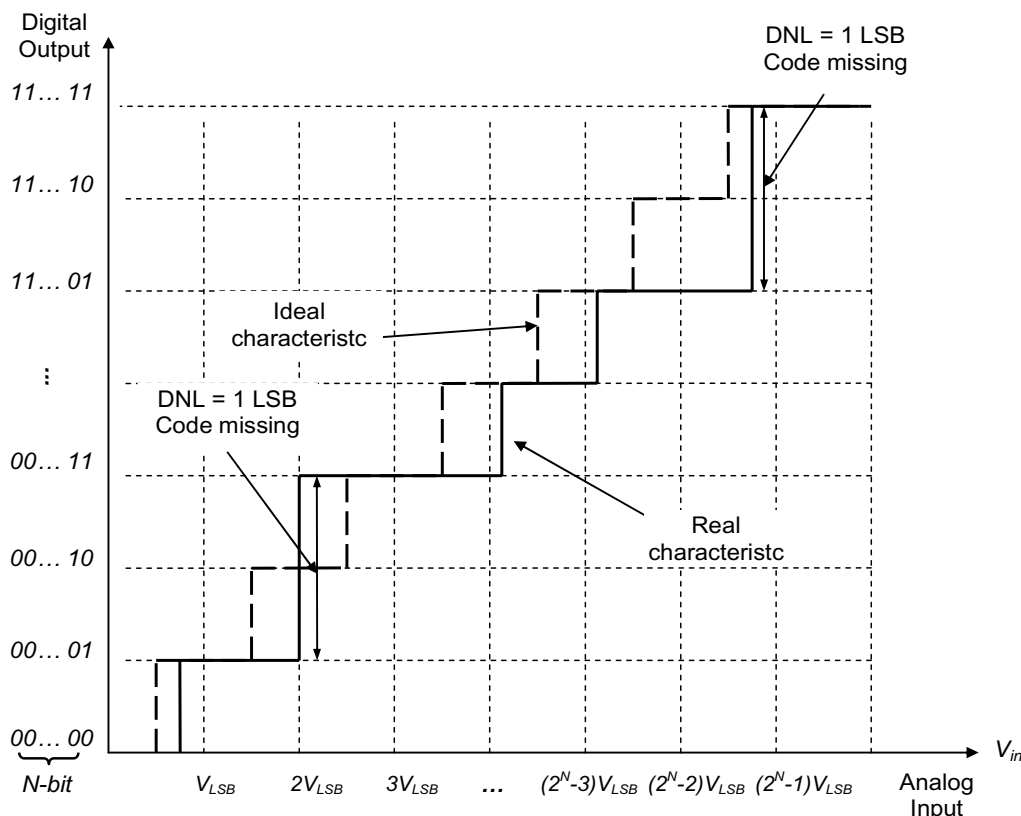 Digital
Output
DNL = 1 LSB
Code missing
11... 11
11... 10
11... 01
Ideal
characteristc
...
DNL = 1 LSB
Code missing
00... 11
Real
characteristc
00... 10
00... 01
00... 00
N-bit
V_LSB
2V_LSB
3V_LSB
...
(2^N-3)V_LSB
(2^N-2)V_LSB
(2^N-1)V_LSB
V_in
Analog
Input